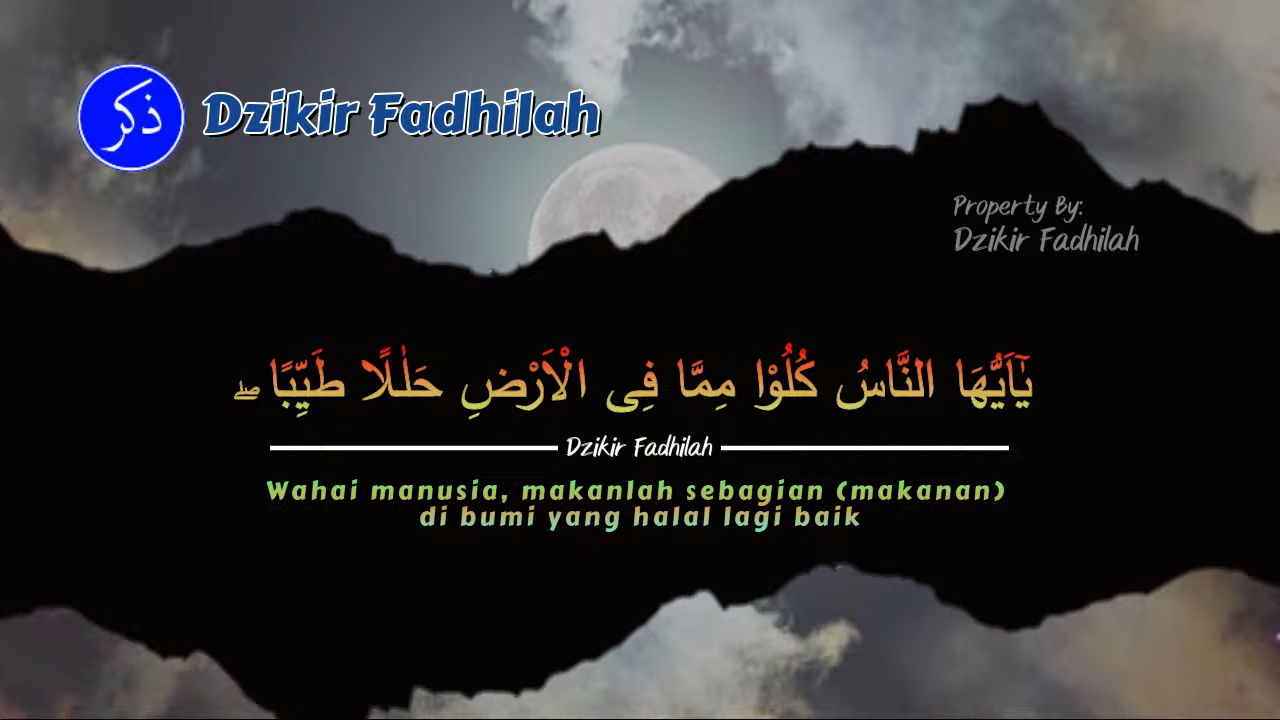 ذكر
Dzikir Fadhilah
Property By:
Dzikir Fadhilah
يٰٓاَيُّهَا النَّاسُ كُلُوْا مِمَّا فِى الْاَرْضِ حَلٰلًا طَيِّبًا ۖ
Dzikir Fadhilah
Wahai manusia, makanlah sebagian (makanan)
di bumi yang halal lagi baik